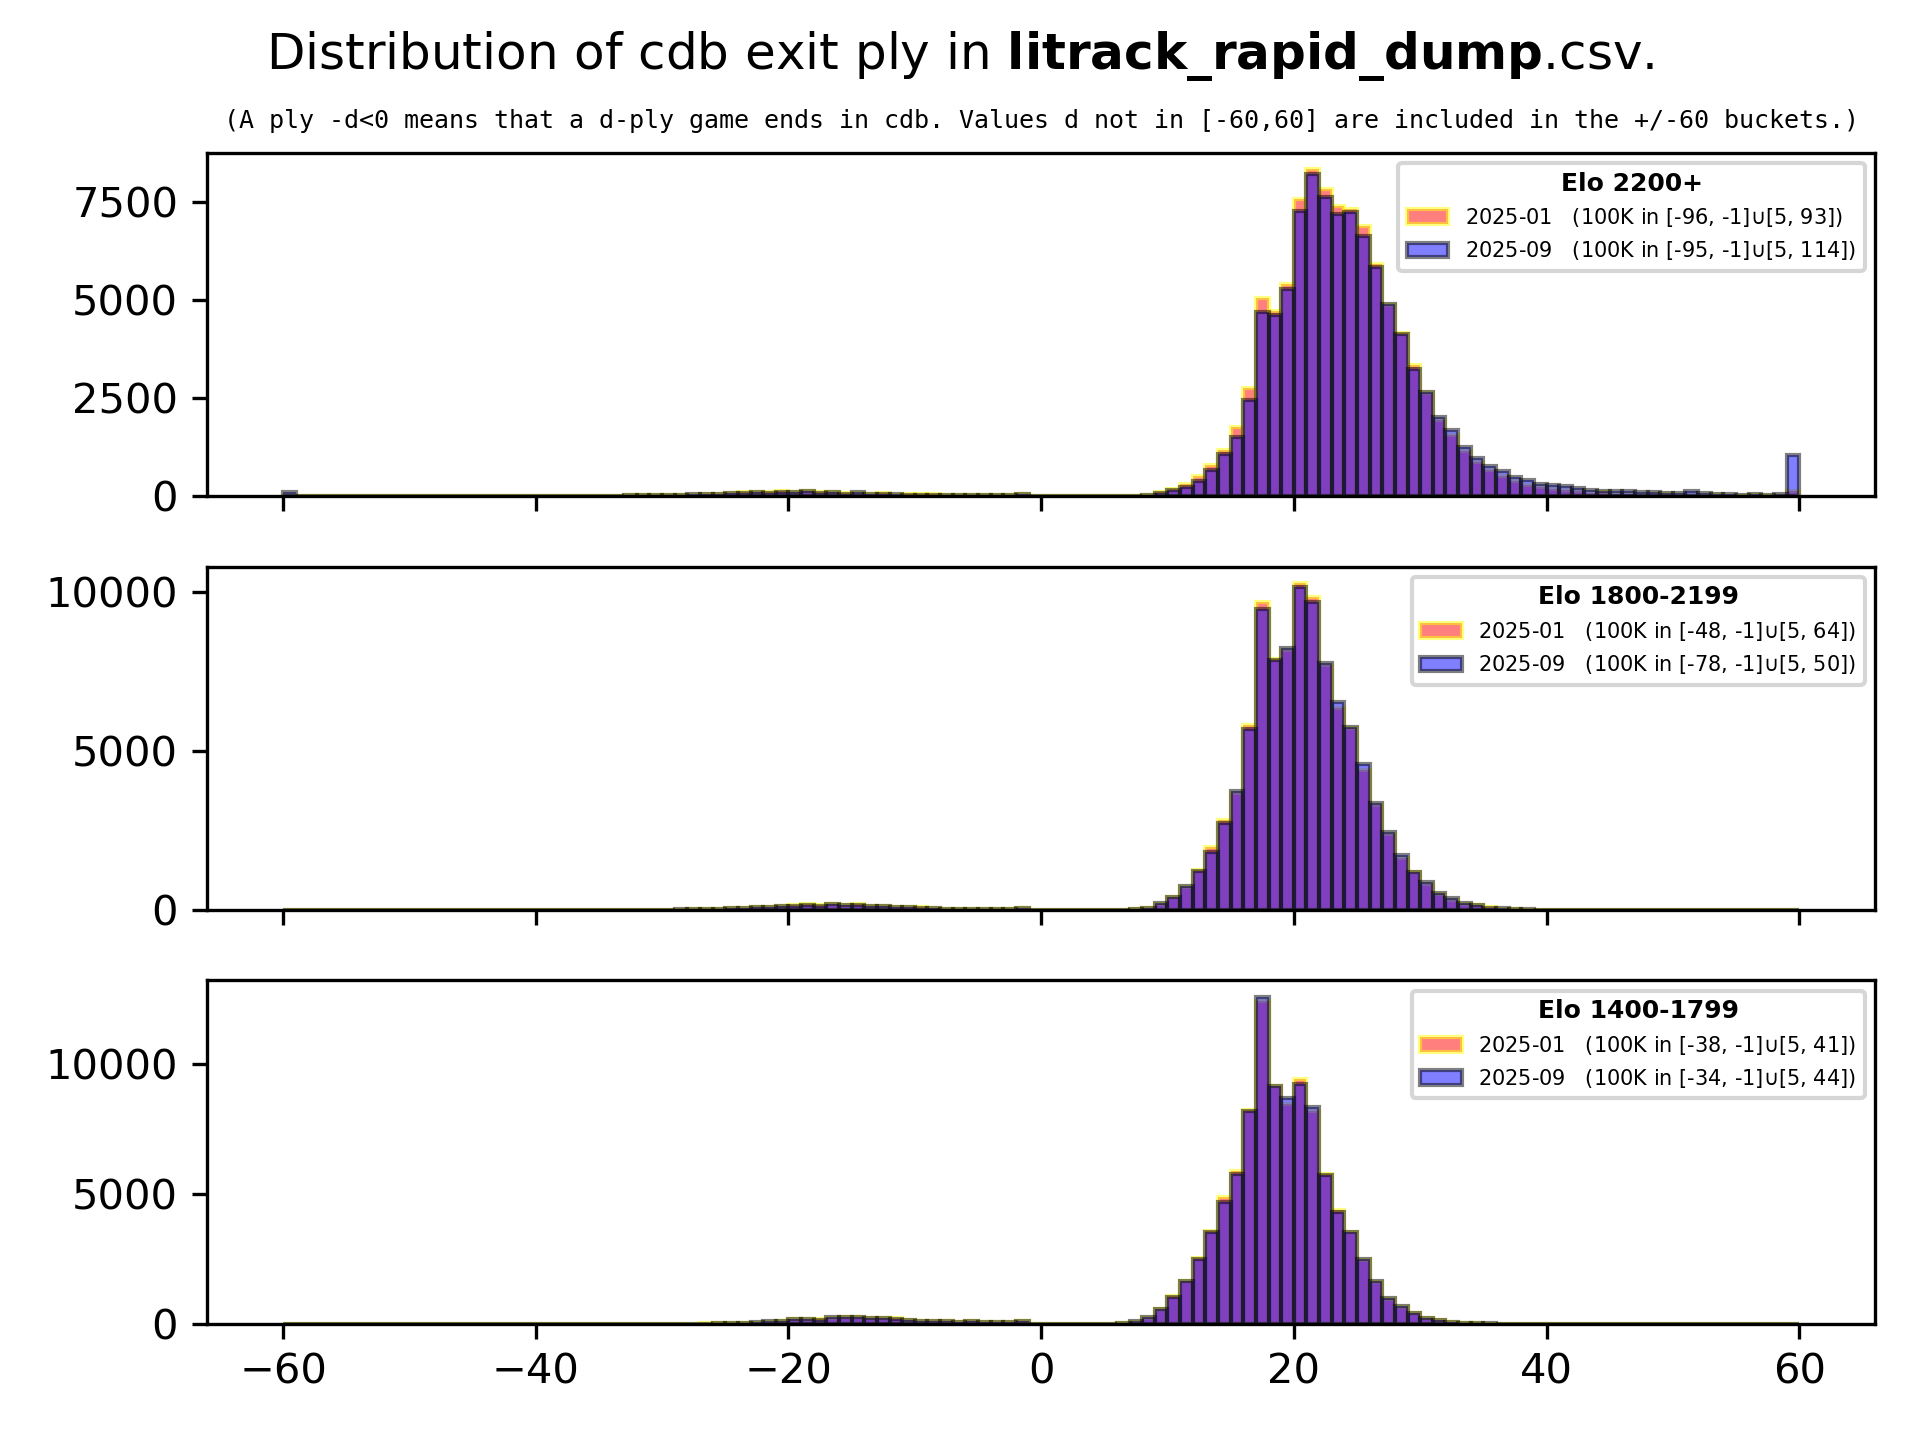 Distribution of cdb exit ply in litrack_rapid_dump.csv.
(A ply -d<0 means that a d-ply game ends in cdb. Values d not in [-60,60] are included in the +/-60 buckets.)
7500
5000
2500
0
Elo 2200+
2025-01 (100K in [-96, -1]∪[5, 93])
2025-09 (100K in [-95, -1]∪[5, 114])
10000
5000
0
Elo 1800-2199
2025-01 (100K in [-48, -1]∪[5, 64])
2025-09 (100K in [-78, -1]∪[5, 50])
10000
5000
0
Elo 1400-1799
2025-01 (100K in [-38, -1]∪[5, 41])
2025-09 (100K in [-34, -1]∪[5, 44])
−60 −40 −20 0 20 40 60